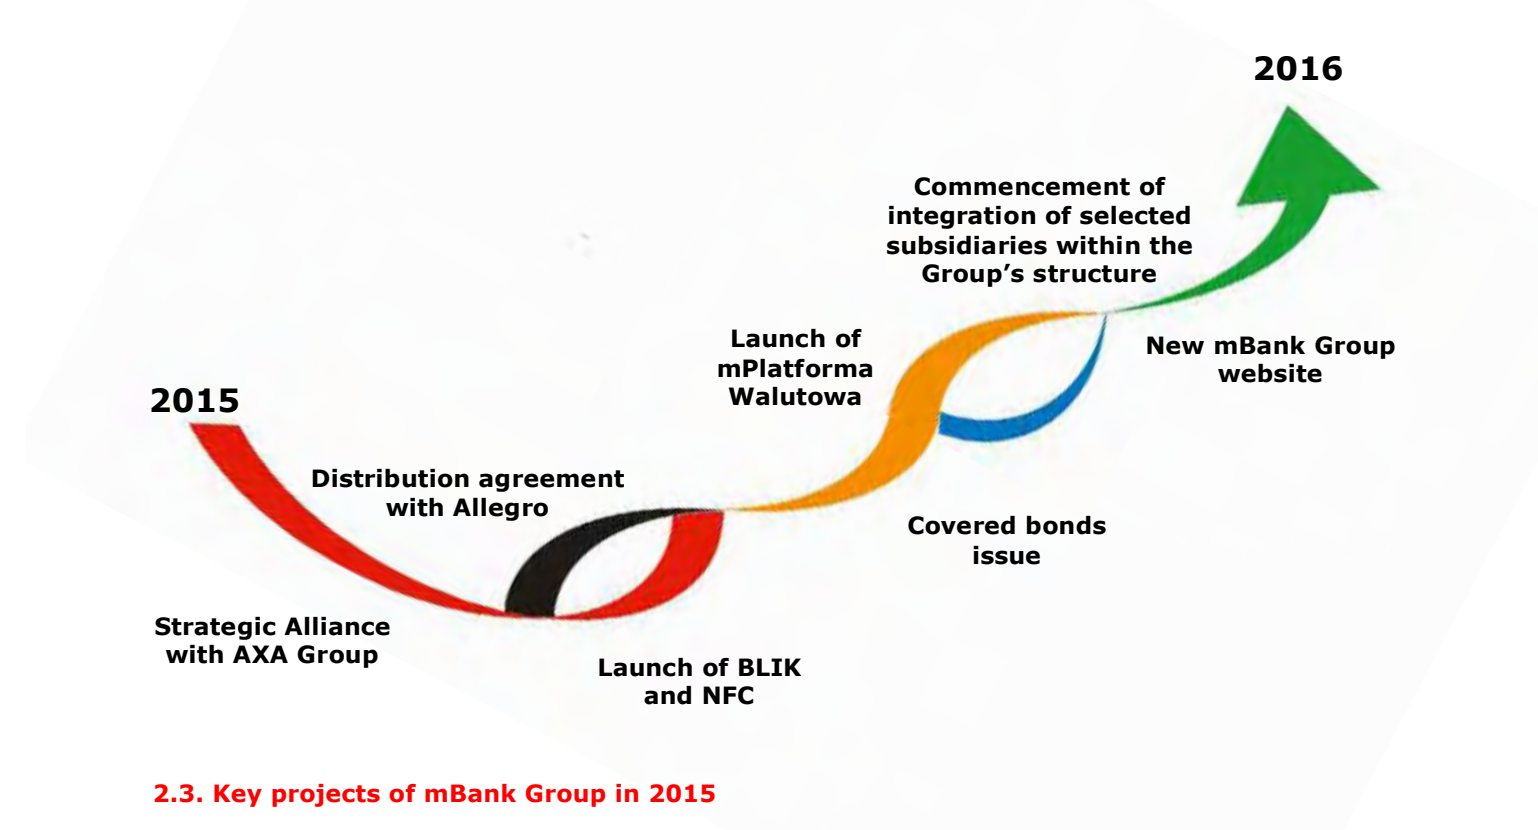 2016
Commencement of
integration of selected
subsidiaries within the
Group’s structure
Launch of
mPlatforma
Walutowa
New mBank Group
website
2015
Distribution agreement
with Allegro
Covered bonds
issue
Strategic Alliance
with AXA Group
Launch of BLIK
and NFC
2.3. Key projects of mBank Group in 2015